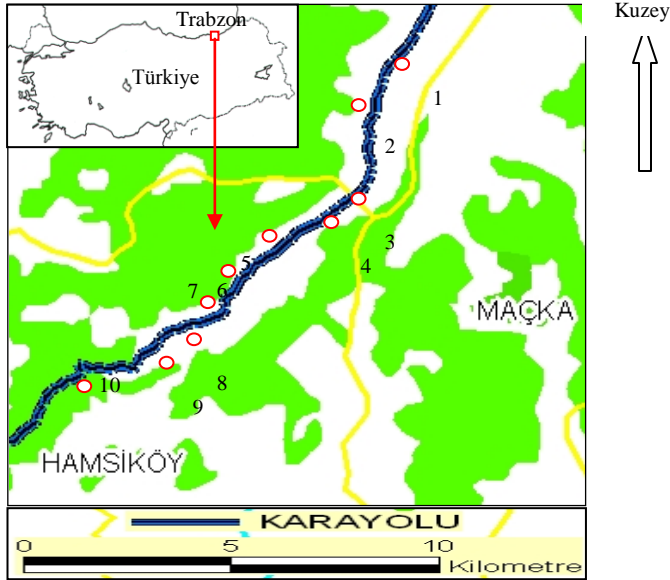 Kuzey
Trabzon
Türkiye
1
2
3
4
5
6
7
MAÇKA
8
9
10
HAMSİKÖY
KARAYOLU
0 5 10
Kilometre